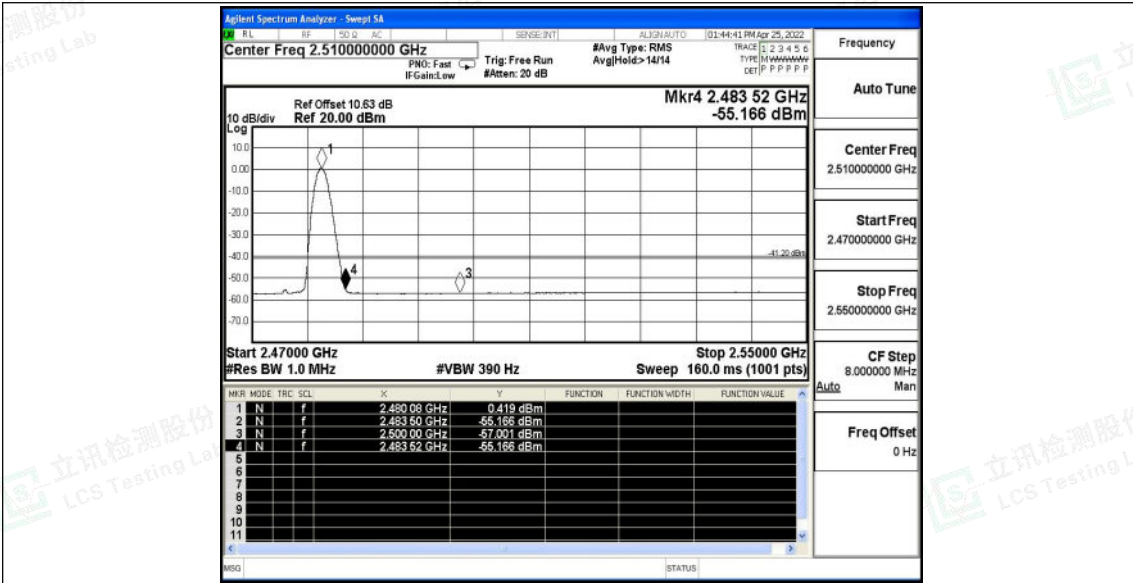 Agilent Spectrum Analyzer - Swept SA
RL RF 50 Ω AC SENSE:INT ALIGNAUTO 01:44:41 PM Apr 25, 2022
Center Freq 2.510000000 GHz
PNO: Fast
IFGain:Low
Trig: Free Run
#Atten: 20 dB
#Avg Type: RMS
Avg|Hold:>14/14
TRACE 1 2 3 4 5 6
TYPE M WWWWW
DET P P P P P P
Frequency
Auto Tune
Center Freq
2.510000000 GHz
Start Freq
2.470000000 GHz
Stop Freq
2.550000000 GHz
CF Step
8.000000 MHz
Auto Man
Freq Offset
0 Hz
Mkr4 2.483 52 GHz
-55.166 dBm
Ref Offset 10.63 dB
10 dB/div Ref 20.00 dBm
Log
10.0
0.00
-10.0
-20.0
-30.0
-40.0
-50.0
-60.0
-70.0
1
4
3
-41.20 dBm
Start 2.47000 GHz Stop 2.55000 GHz
#Res BW 1.0 MHz #VBW 390 Hz Sweep 160.0 ms (1001 pts)
MKR MODE TRC SCL X Y FUNCTION FUNCTION WIDTH FUNCTION VALUE
1 N f 2.480 08 GHz 0.419 dBm
2 N f 2.483 50 GHz -55.166 dBm
3 N f 2.500 00 GHz -57.001 dBm
4 N f 2.483 52 GHz -55.166 dBm
5
6
7
8
9
10
11
MSG STATUS
立讯检测股份
LCS Testing Lab
立讯检测股份
LCS Testing L